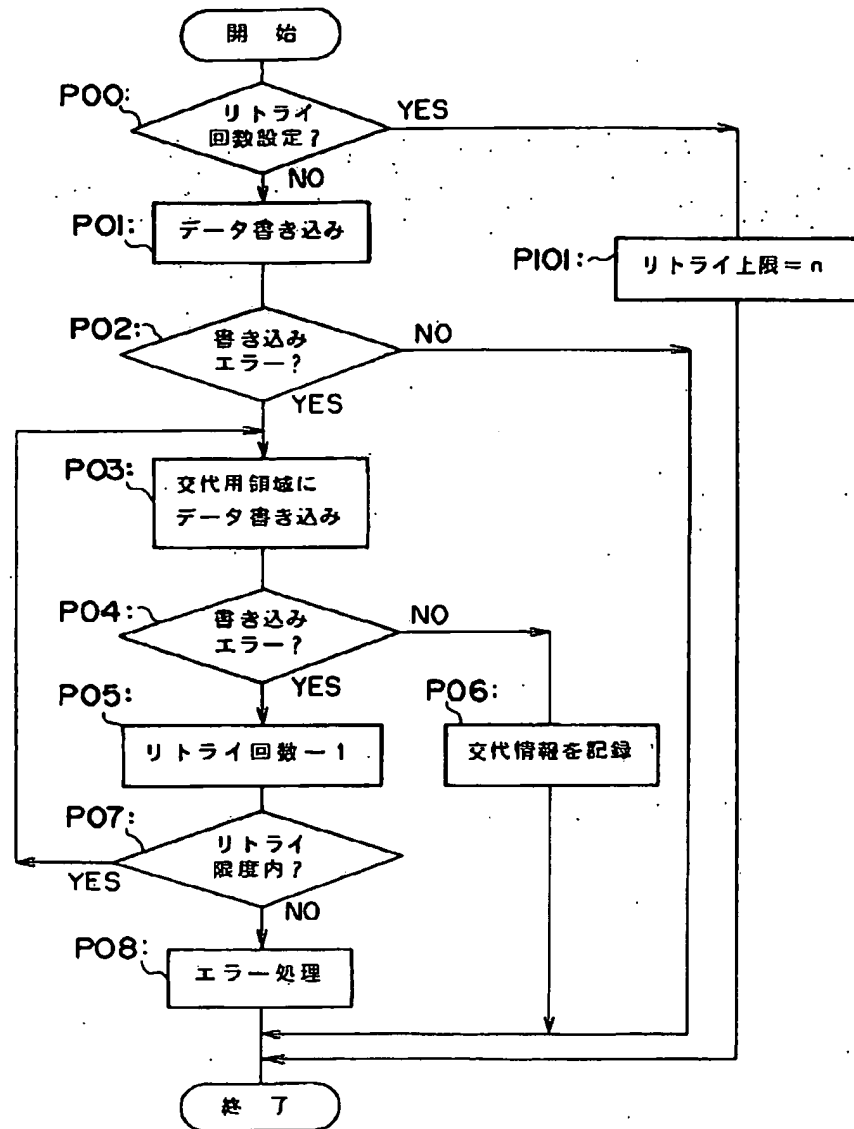 開 始
P00:
リトライ
回数設定?
YES
NO
P01:
データ書き込み
P101:
リトライ上限=n
P02:
書き込み
エラー?
NO
YES
P03:
交代用領域に
データ書き込み
P04:
書き込み
エラー?
NO
YES
P05:
リトライ回数-1
P06:
交代情報を記録
P07:
リトライ
限度内?
YES
NO
P08:
エラー処理
終 了